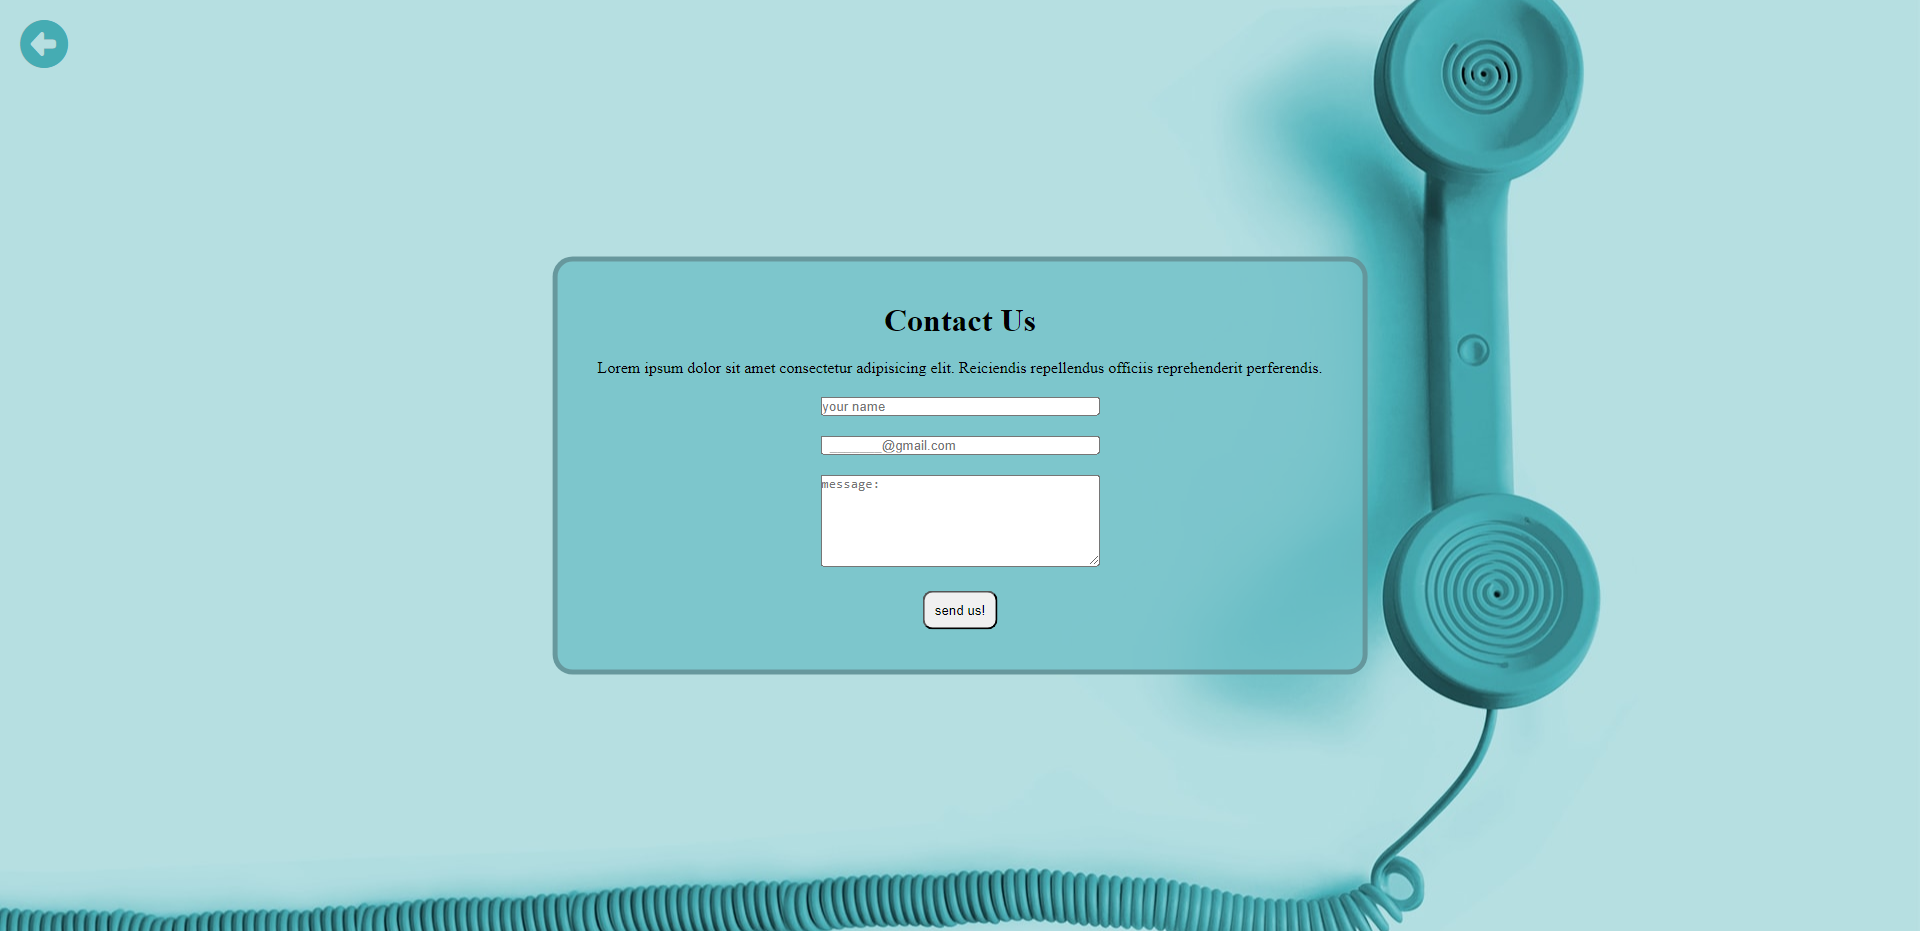 Contact Us
Lorem ipsum dolor sit amet consectetur adipisicing elit. Reiciendis repellendus officiis reprehenderit perferendis.
your name
________@gmail.com
message:
send us!